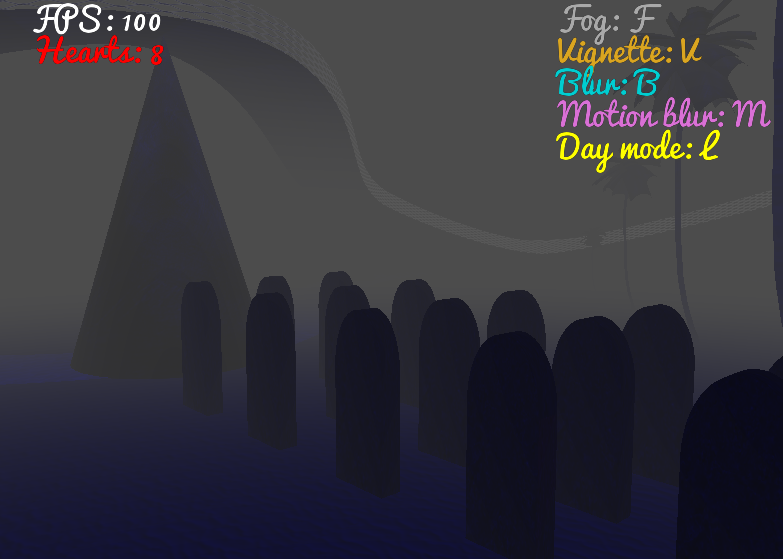 FPS: 100
Hearts: 8
Fog: F
Vignette: V
Blur: B
Motion blur: M
Day mode: L